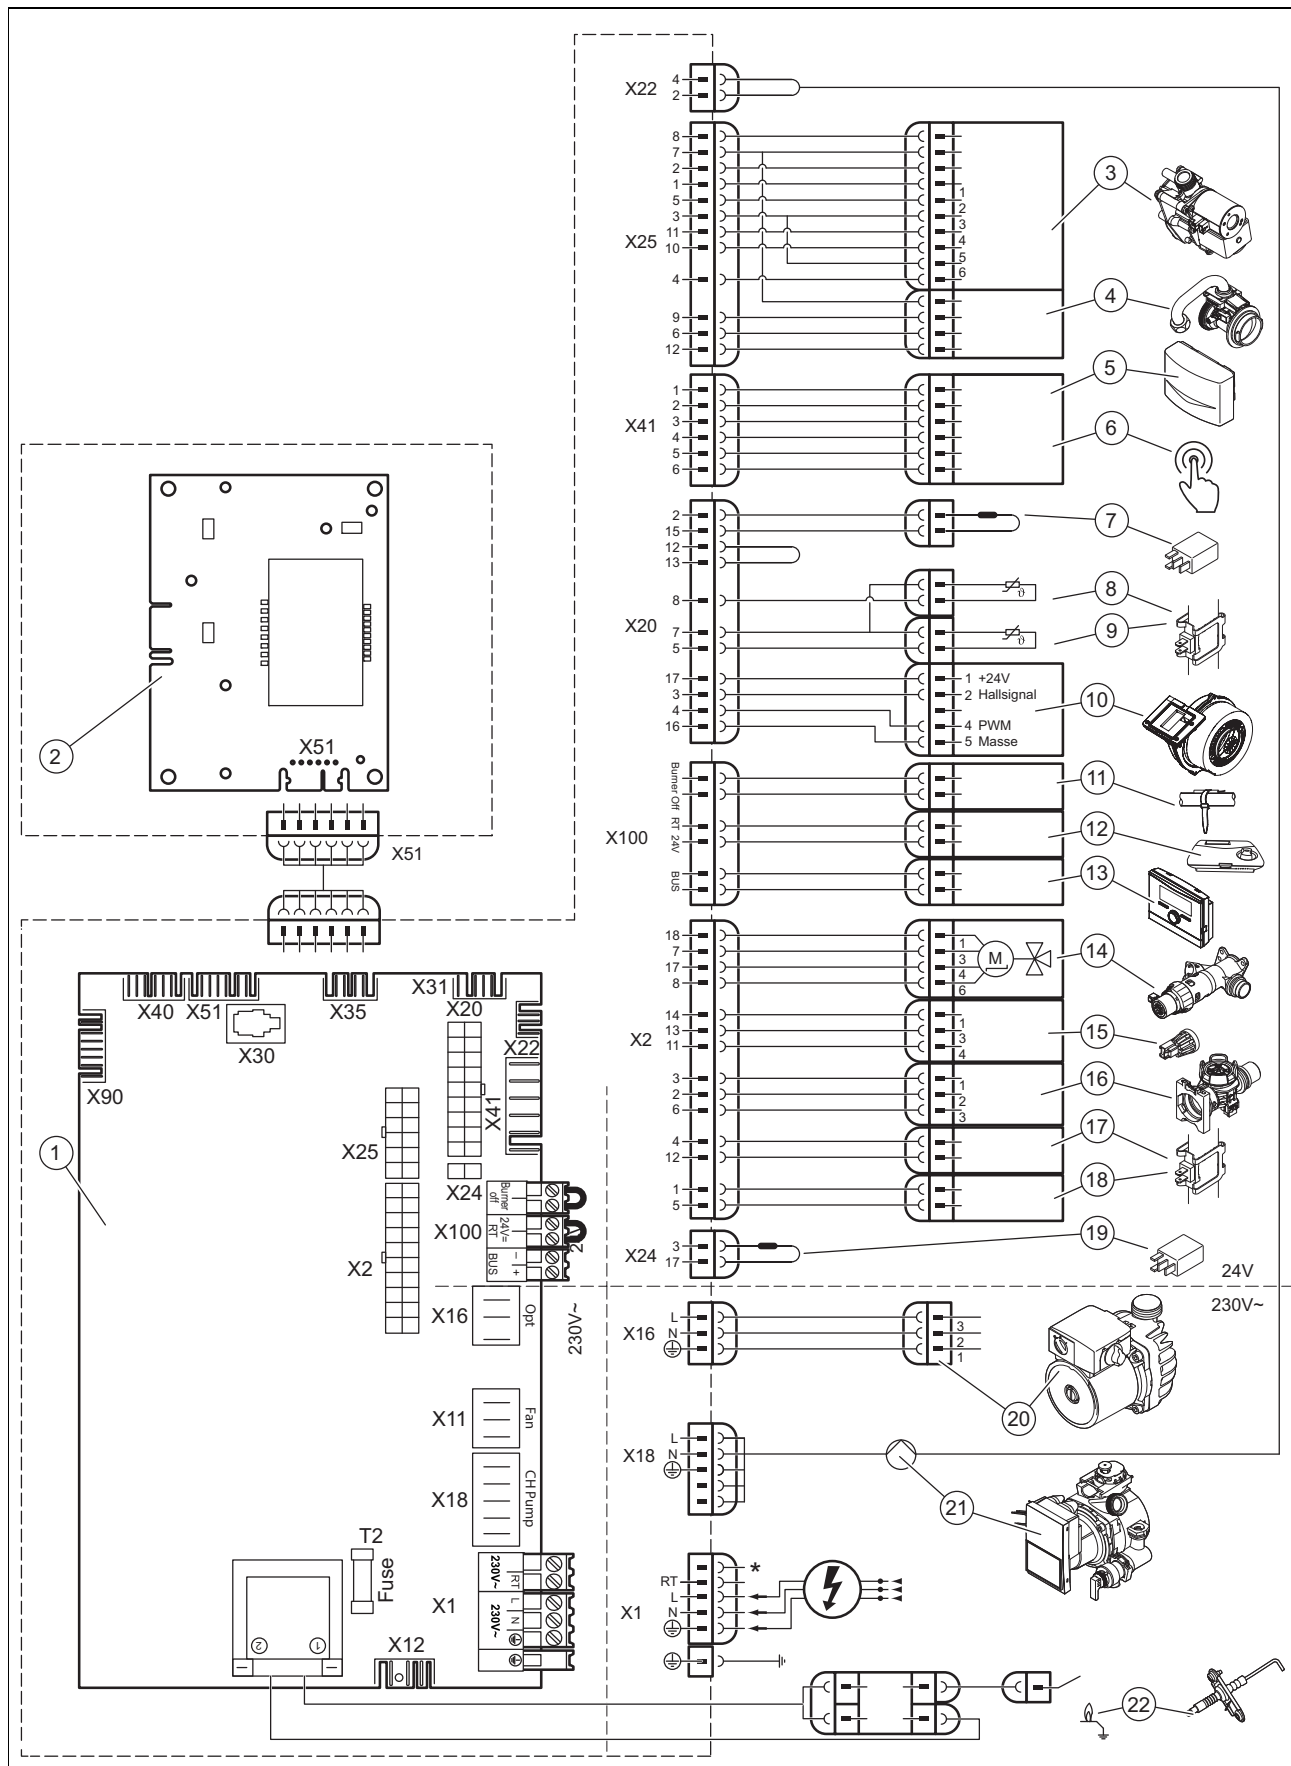 X22
4
2
X25
8
7
2
1
5
3
11
10
4
9
6
12
1
2
3
4
5
6
3
4
X41
1
2
3
4
5
6
5
6
X20
2
15
12
13
8
7
5
17
3
4
16
ϑ
ϑ
1 +24V
2 Hallsignal
4 PWM
5 Masse
7
8
9
10
X100
Burner Off
RT 24V
BUS
11
12
13
X2
18
7
17
8
14
13
11
3
2
6
4
12
1
5
1
3
4
6
M
1
3
4
1
2
3
14
15
16
17
18
X24
3
17
19
24V
230V~
X16
L
N
3
2
1
20
X18
L
N
21
X1
RT
L
N
*
22
2
X51
X51
1
X40
X51
X35
X31
X20
X30
X22
X90
X41
X25
X24
X100
Burner off
24V= RT
BUS
− +
2
X2
X16
Opt
230V~
X11
Fan
X18
CH Pump
T2
Fuse
X1
230V~
RT
230V~
L
N
X12
2
1